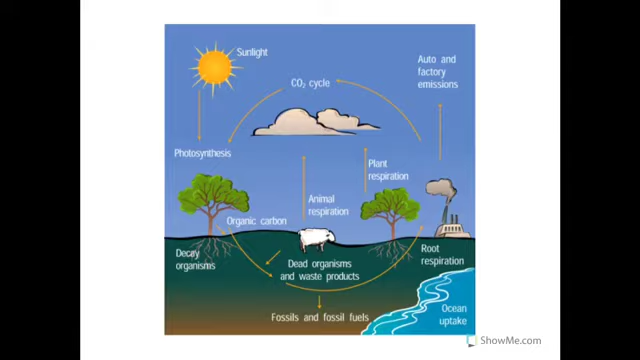 Sunlight
Auto and
factory
emissions
CO₂ cycle
Photosynthesis
Plant
respiration
Animal
respiration
Organic carbon
Decay
organisms
Dead organisms
and waste products
Root
respiration
Fossils and fossil fuels
Ocean
uptake
ShowMe.com